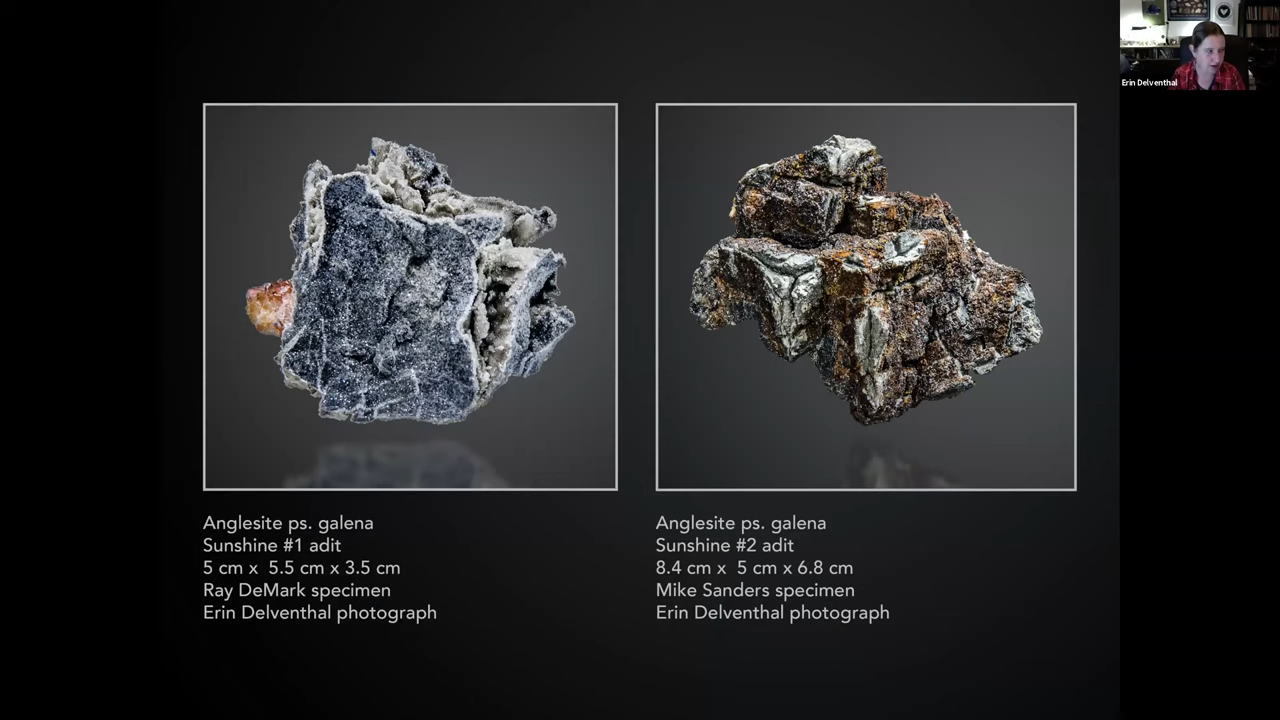 Erin Delventhal
Anglesite ps. galena
Sunshine #1 adit
5 cm x 5.5 cm x 3.5 cm
Ray DeMark specimen
Erin Delventhal photograph
Anglesite ps. galena
Sunshine #2 adit
8.4 cm x 5 cm x 6.8 cm
Mike Sanders specimen
Erin Delventhal photograph